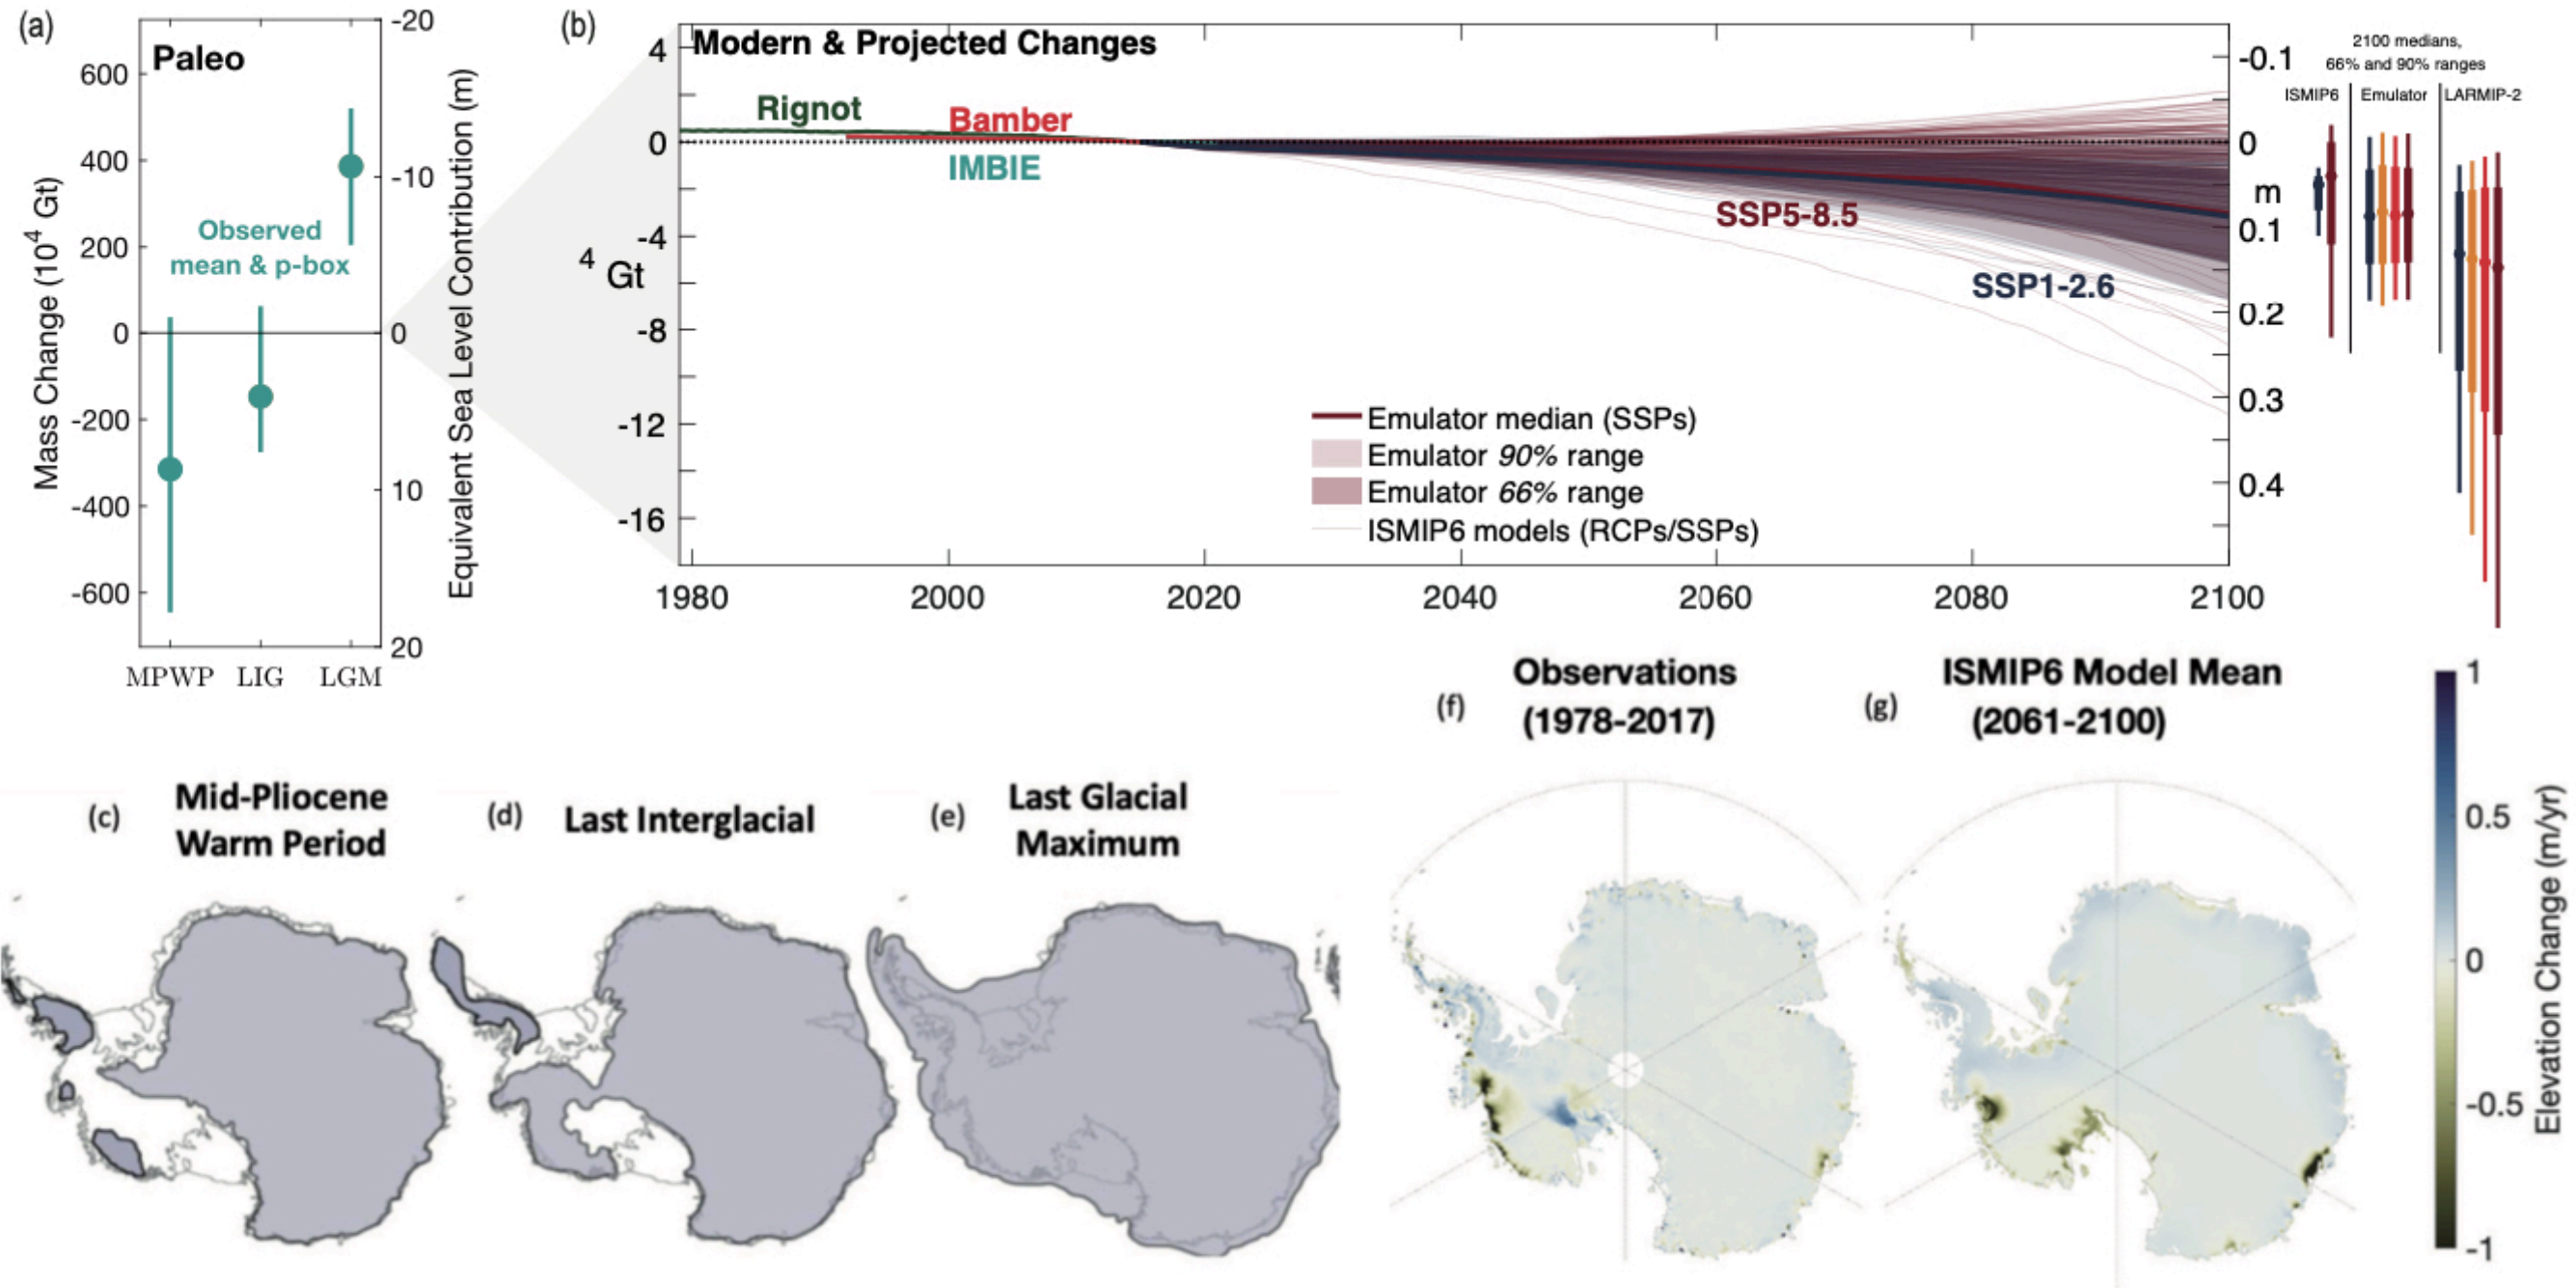 (a)
Paleo
Mass Change (10⁴ Gt)
600
400
200
0
-200
-400
-600
Observed
mean & p-box
MPWP LIG LGM
-20
-10
0
10
20
Equivalent Sea Level Contribution (m)
(b)
Modern & Projected Changes
4
0
-4
-8
-12
-16
4 Gt
Rignot
Bamber
IMBIE
SSP5-8.5
SSP1-2.6
Emulator median (SSPs)
Emulator 90% range
Emulator 66% range
ISMIP6 models (RCPs/SSPs)
1980 2000 2020 2040 2060 2080 2100
-0.1
0
m
0.1
0.2
0.3
0.4
2100 medians,
66% and 90% ranges
ISMIP6 Emulator LARMIP-2
(c)
Mid-Pliocene
Warm Period
(d)
Last Interglacial
(e)
Last Glacial
Maximum
(f)
Observations
(1978-2017)
(g)
ISMIP6 Model Mean
(2061-2100)
1
0.5
0
-0.5
-1
Elevation Change (m/yr)